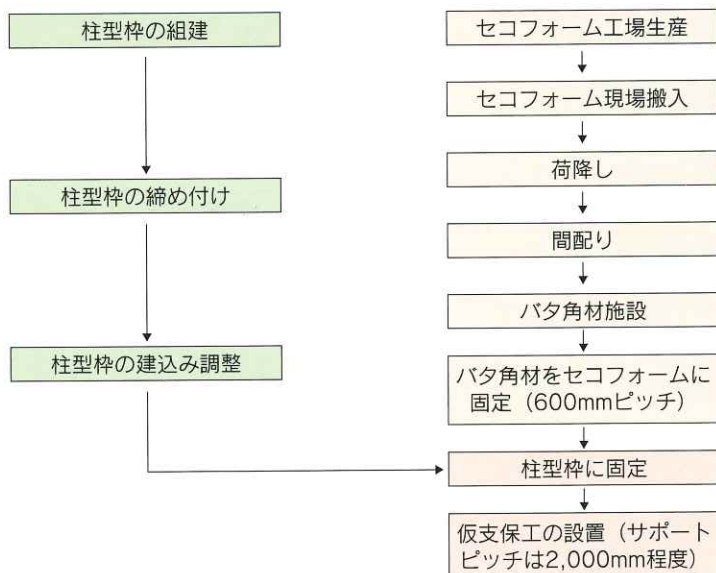 柱型枠の組建
柱型枠の締め付け
柱型枠の建込み調整
セコフォーム工場生産
セコフォーム現場搬入
荷降し
間配り
バタ角材施設
バタ角材をセコフォームに
固定（600mmピッチ）
柱型枠に固定
仮支保工の設置（サポート
ピッチは2,000mm程度）